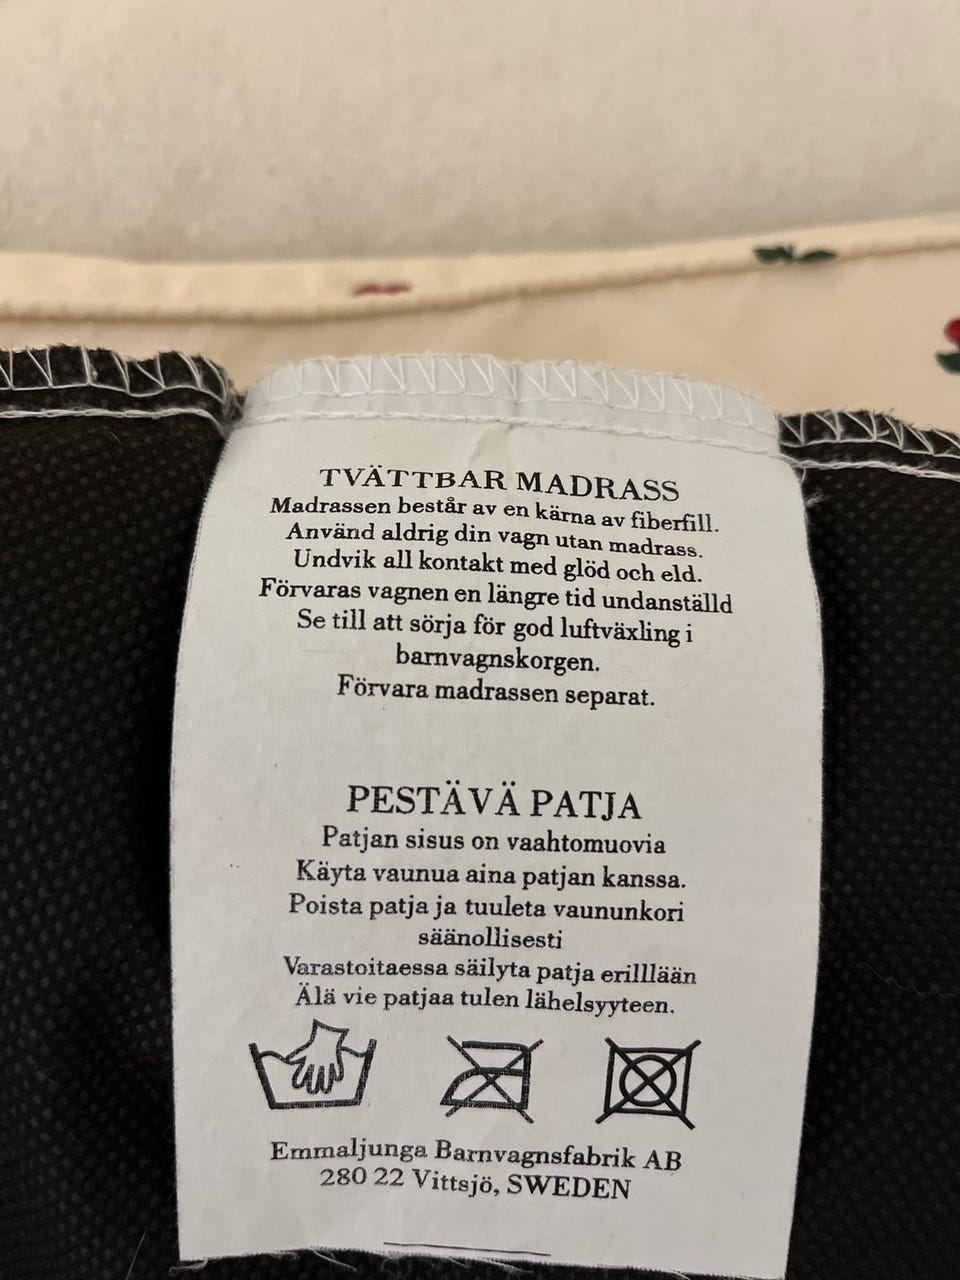 TVÄTTBAR MADRASS
Madrassen består av en kärna av fiberfill.
Använd aldrig din vagn utan madrass.
Undvik all kontakt med glöd och eld.
Förvaras vagnen en längre tid undanställd
Se till att sörja för god luftväxling i
barnvagnskorgen.
Förvara madrassen separat.
PESTÄVÄ PATJA
Patjan sisus on vaahtomuovia
Käyta vaunua aina patjan kanssa.
Poista patja ja tuuleta vaununkori
säänollisesti
Varastoitaessa säilyta patja erilllään
Älä vie patjaa tulen lähelsyyteen.
Emmaljunga Barnvagnsfabrik AB
280 22 Vittsjö, SWEDEN